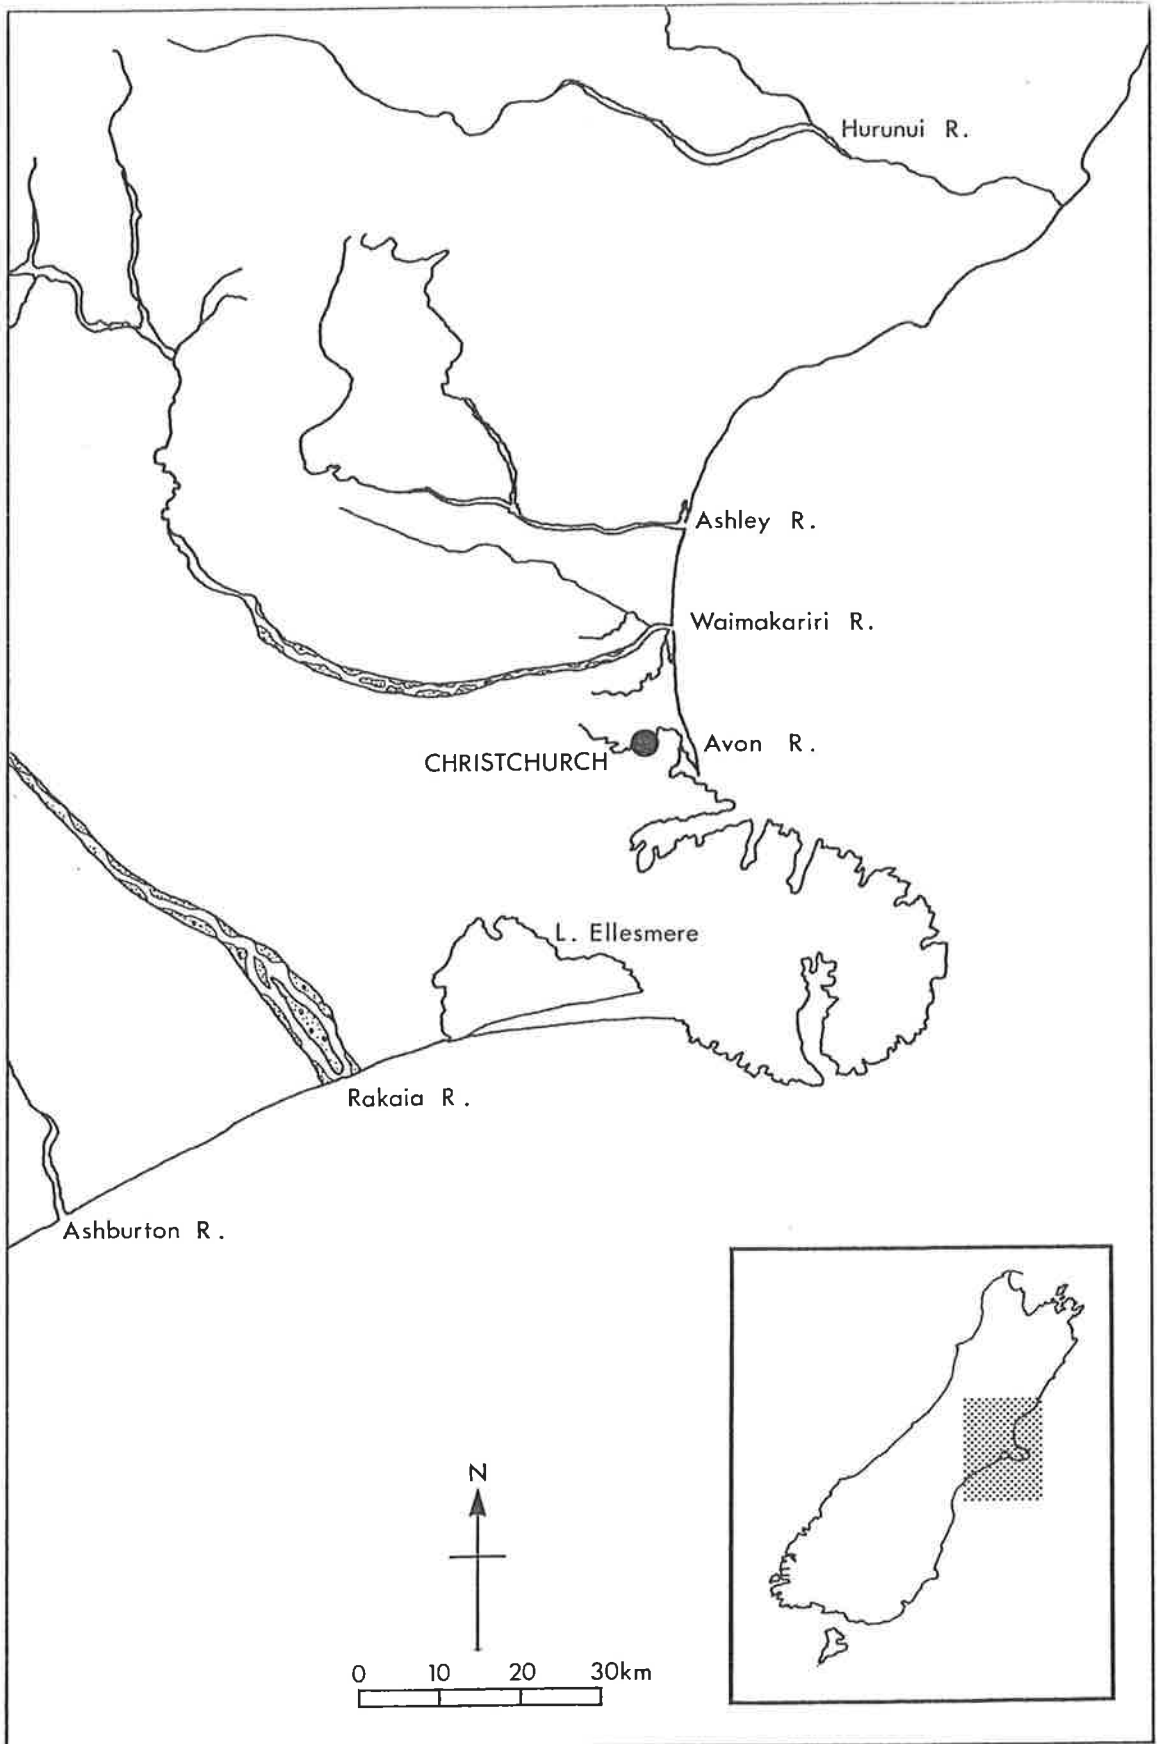 Hurunui R.
Ashley R.
Waimakariri R.
Avon R.
CHRISTCHURCH
L. Ellesmere
Rakaia R.
Ashburton R.
N
0 10 20 30km